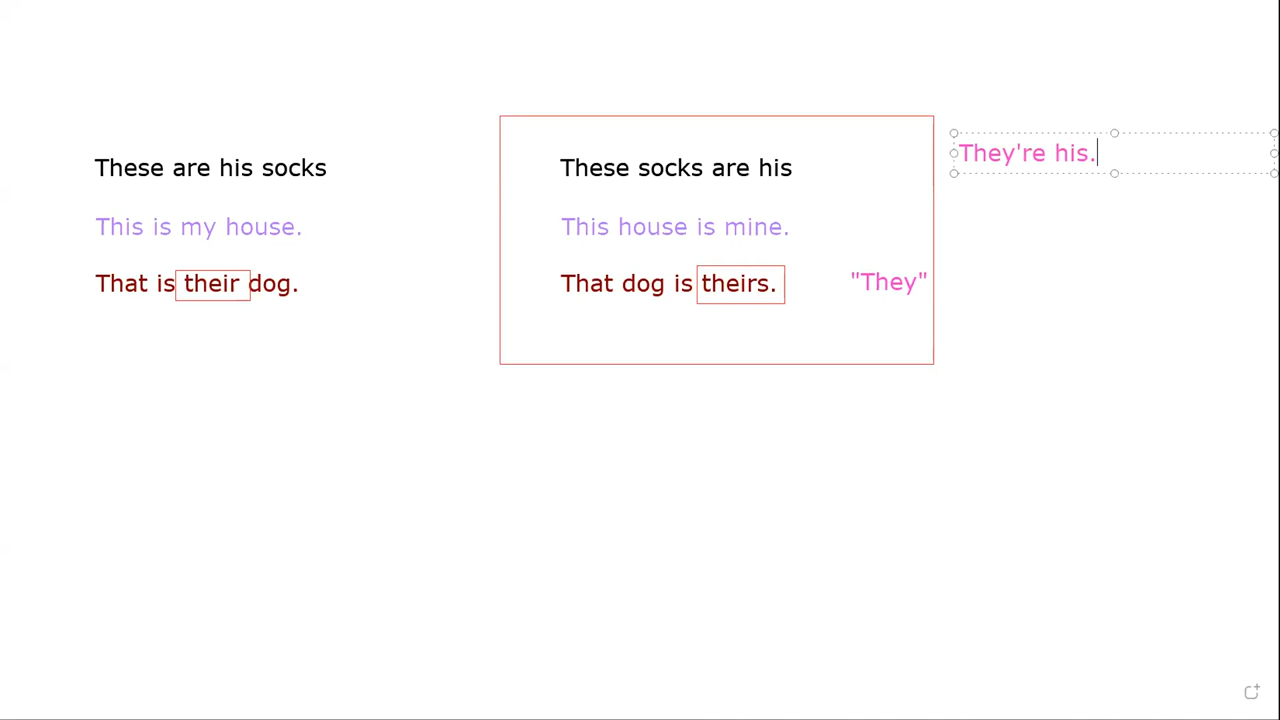 These are his socks
This is my house.
That is their dog.
These socks are his
This house is mine.
That dog is theirs.
"They"
They're his.